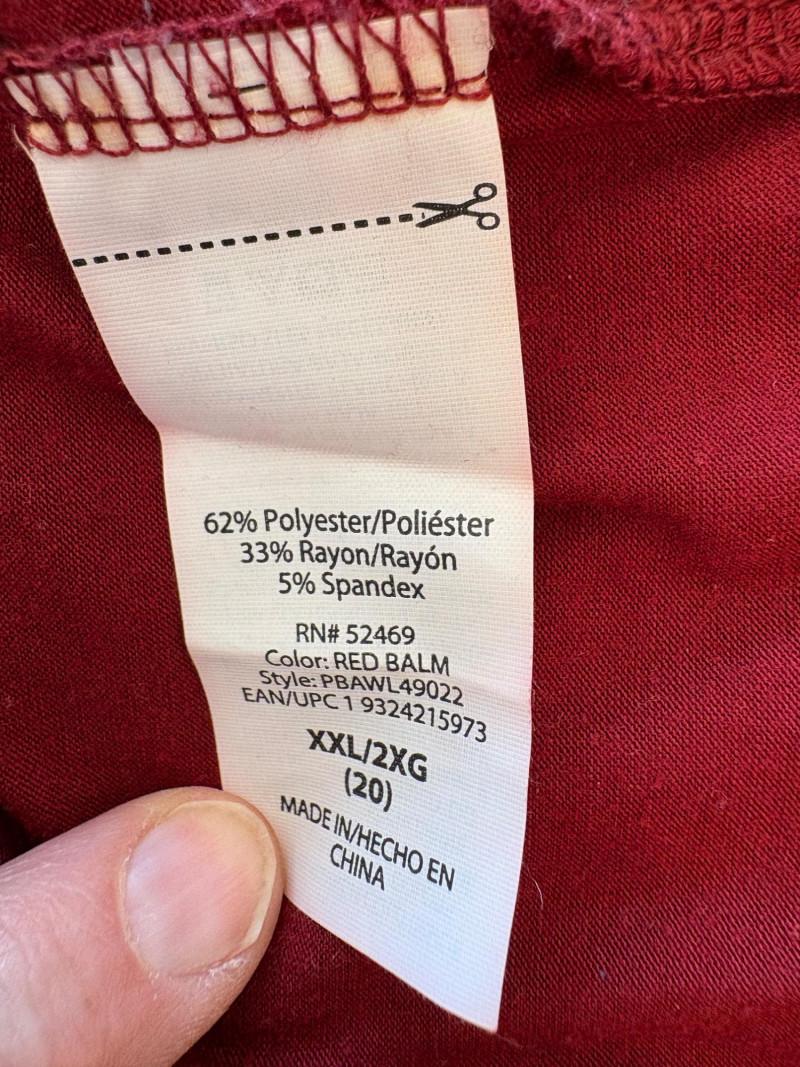 62% Polyester/Poliéster
33% Rayon/Rayón
5% Spandex
RN# 52469
Color: RED BALM
Style: PBAWL49022
EAN/UPC 1 9324215973
XXL/2XG
(20)
MADE IN/HECHO EN
CHINA